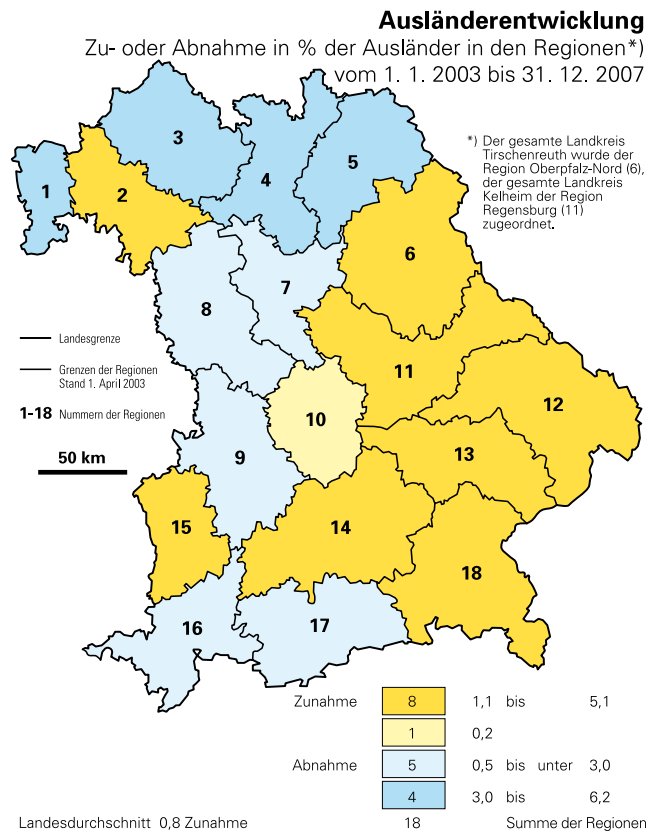 Ausländerentwicklung
Zu- oder Abnahme in % der Ausländer in den Regionen*)
vom 1. 1. 2003 bis 31. 12. 2007
*) Der gesamte Landkreis
Tirschenreuth wurde der
Region Oberpfalz-Nord (6),
der gesamte Landkreis
Kelheim der Region
Regensburg (11)
zugeordnet.
3
5
4
1
2
6
7
8
Landesgrenze
Grenzen der Regionen
Stand 1. April 2003
1-18 Nummern der Regionen
11
12
10
9
13
50 km
15
14
18
16
17
Zunahme 8 1,1 bis 5,1
1 0,2
Abnahme 5 0,5 bis unter 3,0
4 3,0 bis 6,2
Landesdurchschnitt 0,8 Zunahme 18 Summe der Regionen